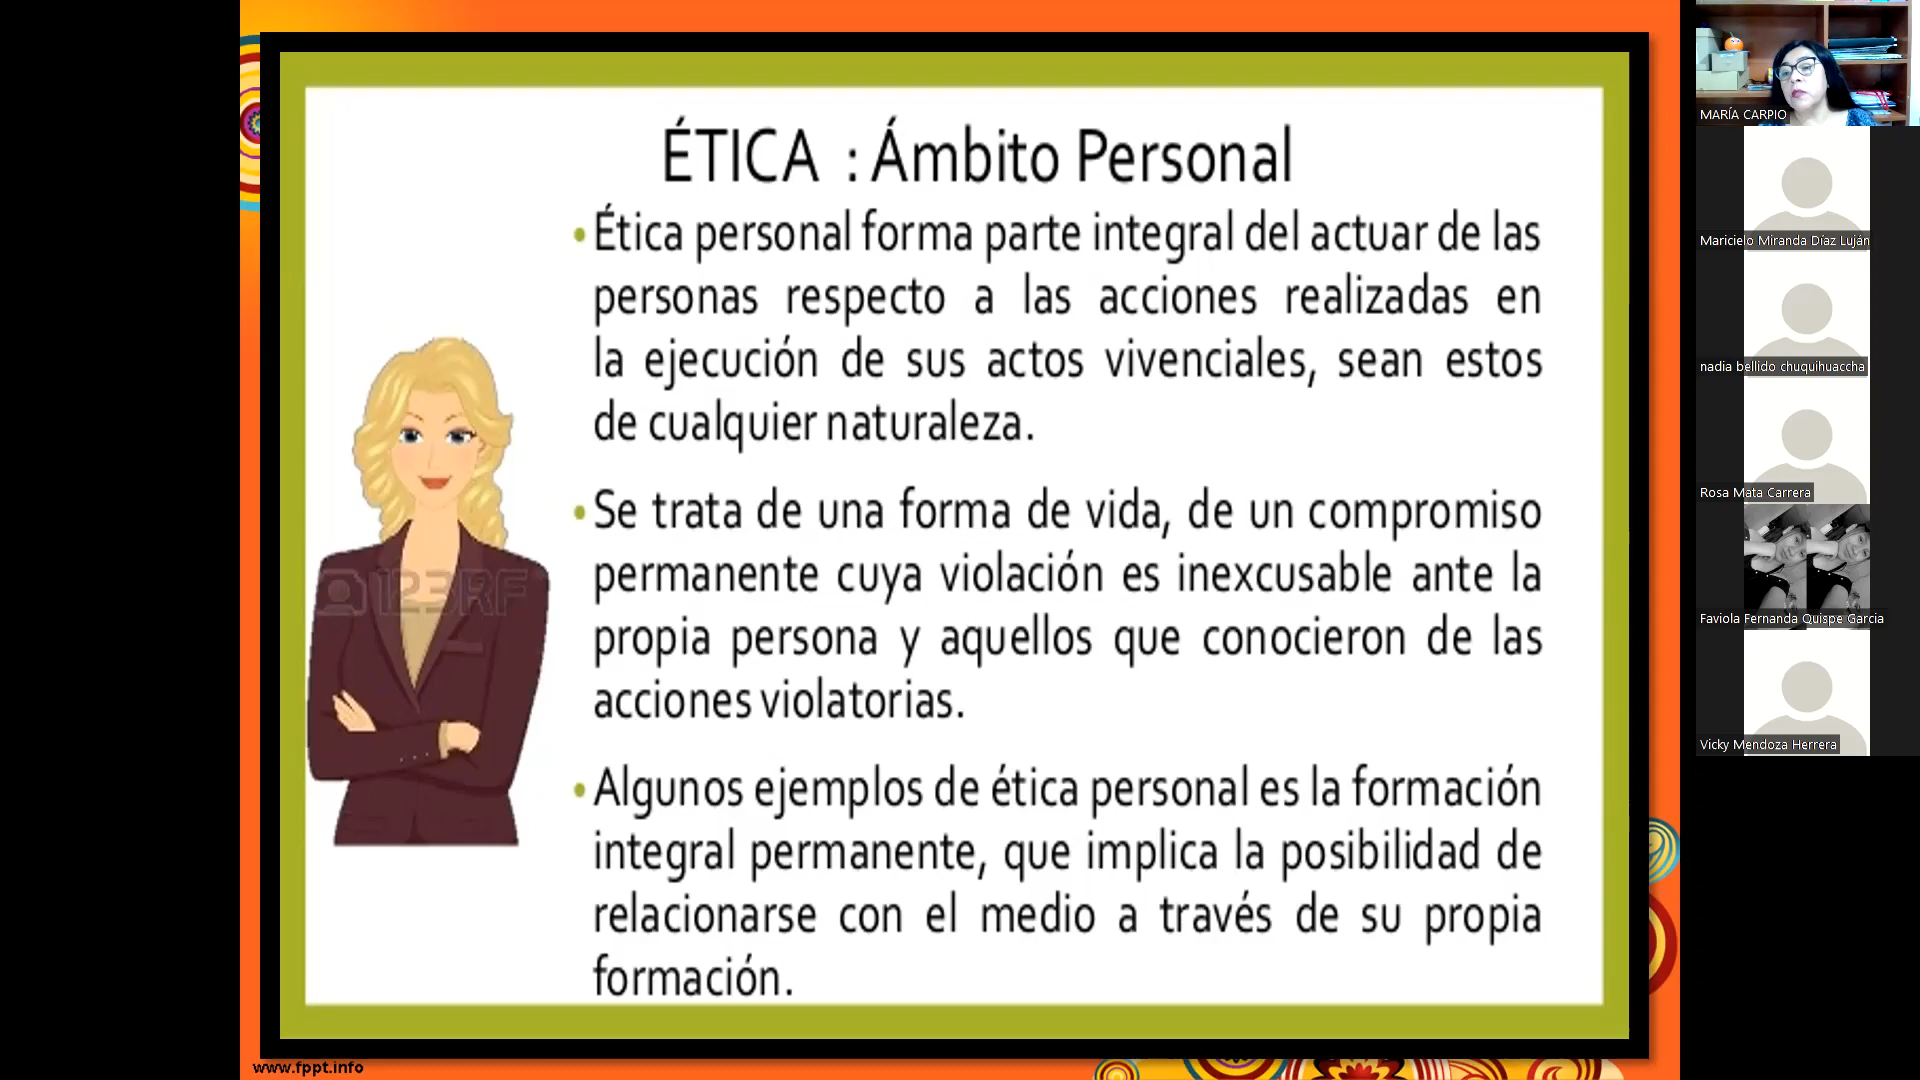 ÉTICA : Ámbito Personal
•Ética personal forma parte integral del actuar de las
personas respecto a las acciones realizadas en
la ejecución de sus actos vivenciales, sean estos
de cualquier naturaleza.
•Se trata de una forma de vida, de un compromiso
permanente cuya violación es inexcusable ante la
propia persona y aquellos que conocieron de las
acciones violatorias.
•Algunos ejemplos de ética personal es la formación
integral permanente, que implica la posibilidad de
relacionarse con el medio a través de su propia
formación.
123RF
www.fppt.info
MARÍA CARPIO
Maricielo Miranda Díaz Luján
nadia bellido chuquihuaccha
Rosa Mata Carrera
Faviola Fernanda Quispe Garcia
Vicky Mendoza Herrera